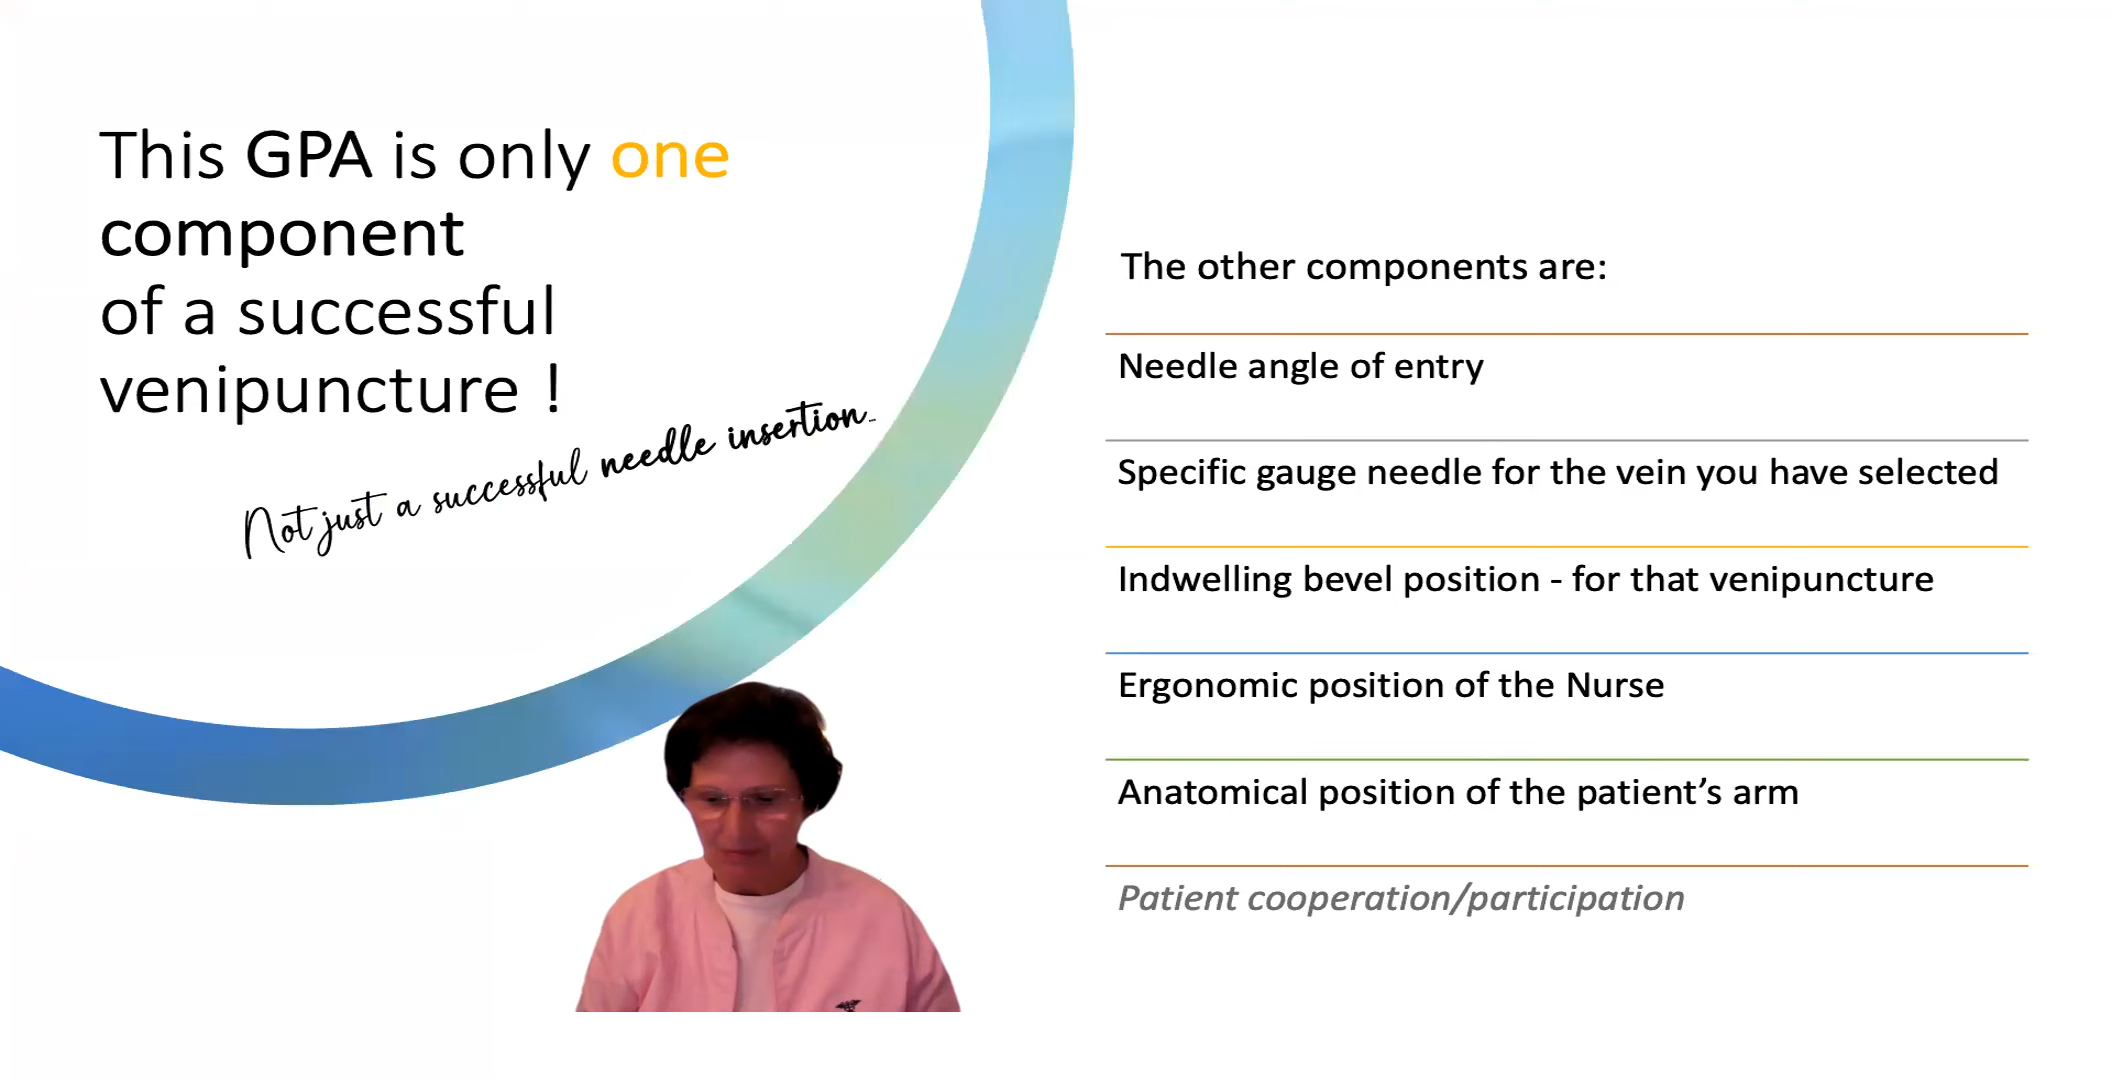 This GPA is only one
component
of a successful
venipuncture !
Not just a successful needle insertion...
The other components are:
Needle angle of entry
Specific gauge needle for the vein you have selected
Indwelling bevel position - for that venipuncture
Ergonomic position of the Nurse
Anatomical position of the patient’s arm
Patient cooperation/participation